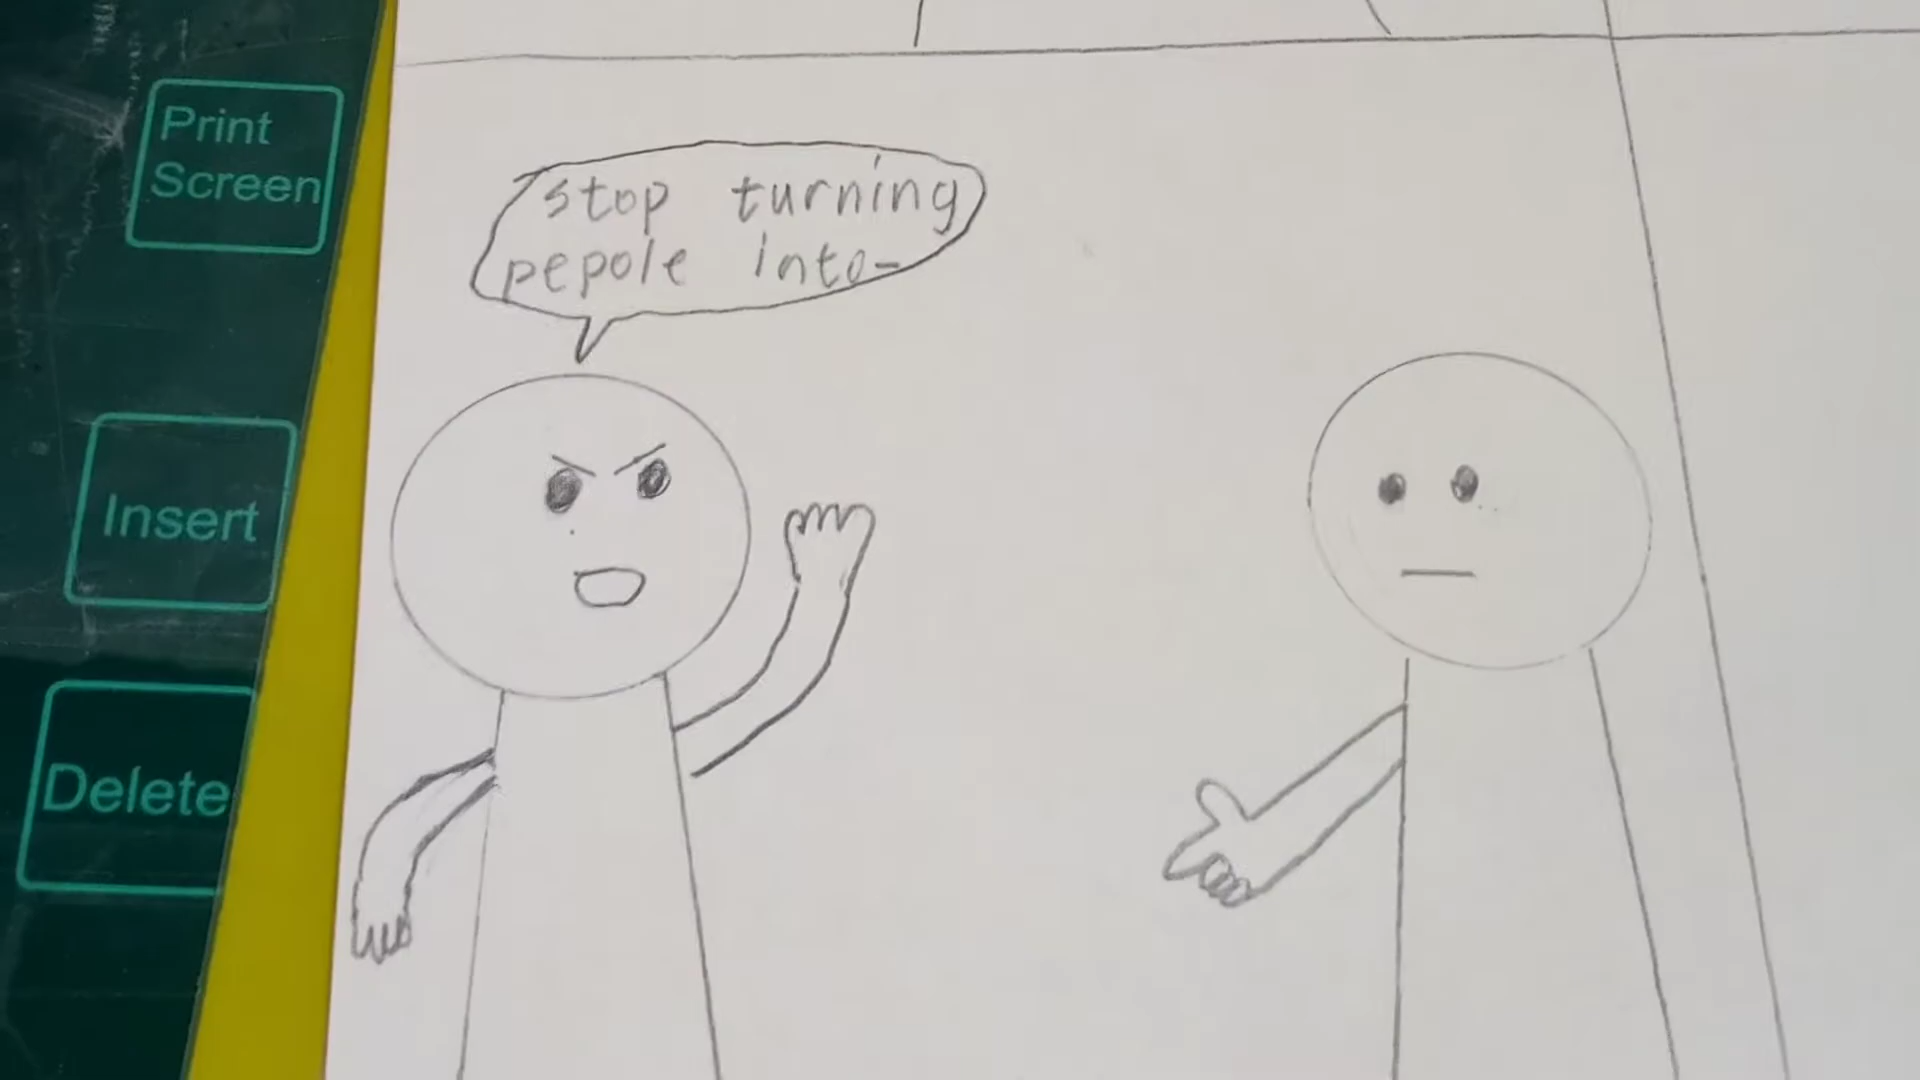 Print
Screen
Insert
Delete
stop turning
pepole into-